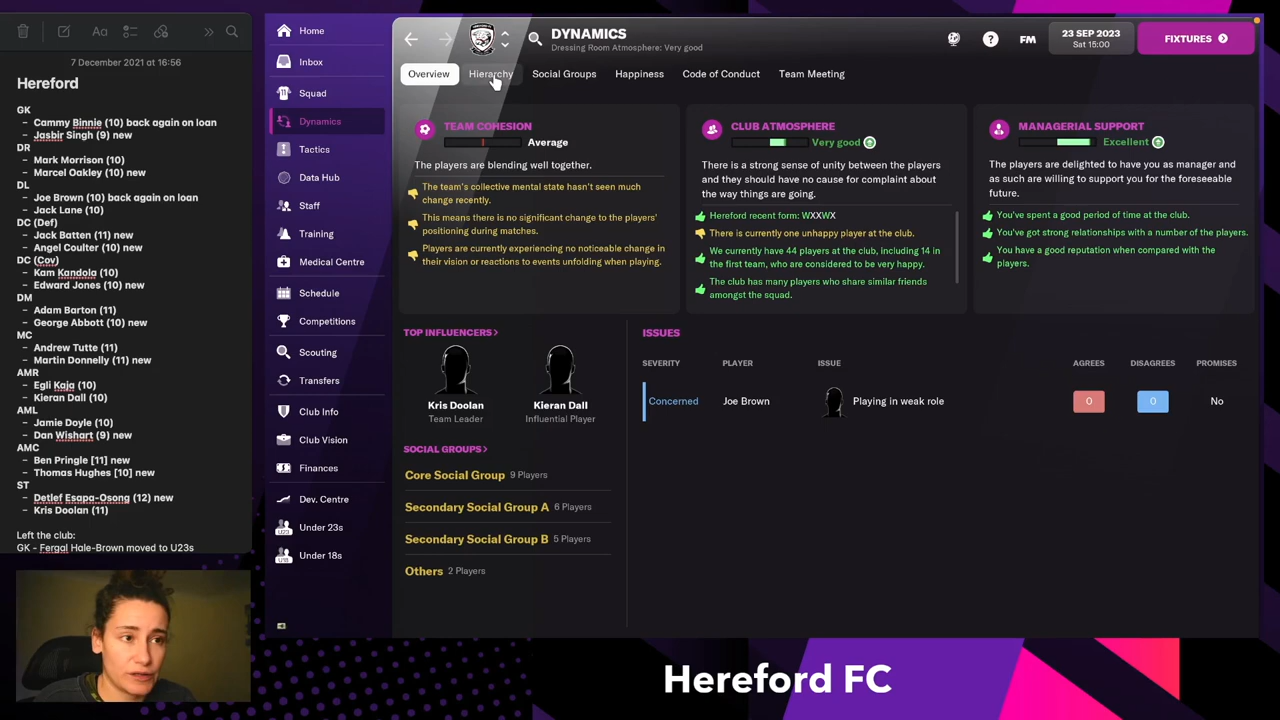 7 December 2021 at 16:56
Hereford
GK
– Cammy Binnie (10) back again on loan
– Jasbir Singh (9) new
DR
– Mark Morrison (10)
– Marcel Oakley (10)
DL
– Joe Brown (10) back again on loan
– Jack Lane (10)
DC (Def)
– Jack Batten (11) new
– Angel Coulter (10) new
DC (Cov)
– Kam Kandola (10)
– Edward Jones (10) new
DM
– Adam Barton (11)
– George Abbott (10) new
MC
– Andrew Tutte (11)
– Martin Donnelly (11) new
AMR
– Egli Kaja (10)
– Kieran Dall (10)
AML
– Jamie Doyle (10)
– Dan Wishart (9) new
AMC
– Ben Pringle [11] new
– Thomas Hughes [10] new
ST
– Detlef Esapa-Osong (12) new
– Kris Doolan (11)
Left the club:
GK - Fergal Hale-Brown moved to U23s
Home
Inbox
Squad
Dynamics
Tactics
Data Hub
Staff
Training
Medical Centre
Schedule
Competitions
Scouting
Transfers
Club Info
Club Vision
Finances
Dev. Centre
Under 23s
Under 18s
DYNAMICS
Dressing Room Atmosphere: Very good
FM
23 SEP 2023
Sat 15:00
FIXTURES
Overview Hierarchy Social Groups Happiness Code of Conduct Team Meeting
TEAM COHESION
Average
The players are blending well together.
The team's collective mental state hasn't seen much
change recently.
This means there is no significant change to the players'
positioning during matches.
Players are currently experiencing no noticeable change in
their vision or reactions to events unfolding when playing.
CLUB ATMOSPHERE
Very good
There is a strong sense of unity between the players
and they should have no cause for complaint about
the way things are going.
Hereford recent form: WXXWX
There is currently one unhappy player at the club.
We currently have 44 players at the club, including 14 in
the first team, who are considered to be very happy.
The club has many players who share similar friends
amongst the squad.
MANAGERIAL SUPPORT
Excellent
The players are delighted to have you as manager and
as such are willing to support you for the foreseeable
future.
You've spent a good period of time at the club.
You've got strong relationships with a number of the players.
You have a good reputation when compared with the
players.
TOP INFLUENCERS >
Kris Doolan
Team Leader
Kieran Dall
Influential Player
SOCIAL GROUPS >
Core Social Group 9 Players
Secondary Social Group A 6 Players
Secondary Social Group B 5 Players
Others 2 Players
ISSUES
SEVERITY PLAYER ISSUE AGREES DISAGREES PROMISES
Concerned Joe Brown Playing in weak role 0 0 No
Hereford FC